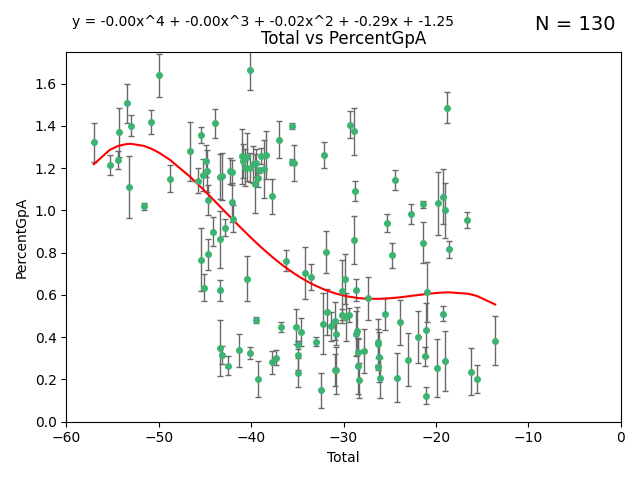 y = -0.00x^4 + -0.00x^3 + -0.02x^2 + -0.29x + -1.25
N = 130
Total vs PercentGpA
PercentGpA
1.6
1.4
1.2
1.0
0.8
0.6
0.4
0.2
0.0
−60 −50 −40 −30 −20 −10 0
Total